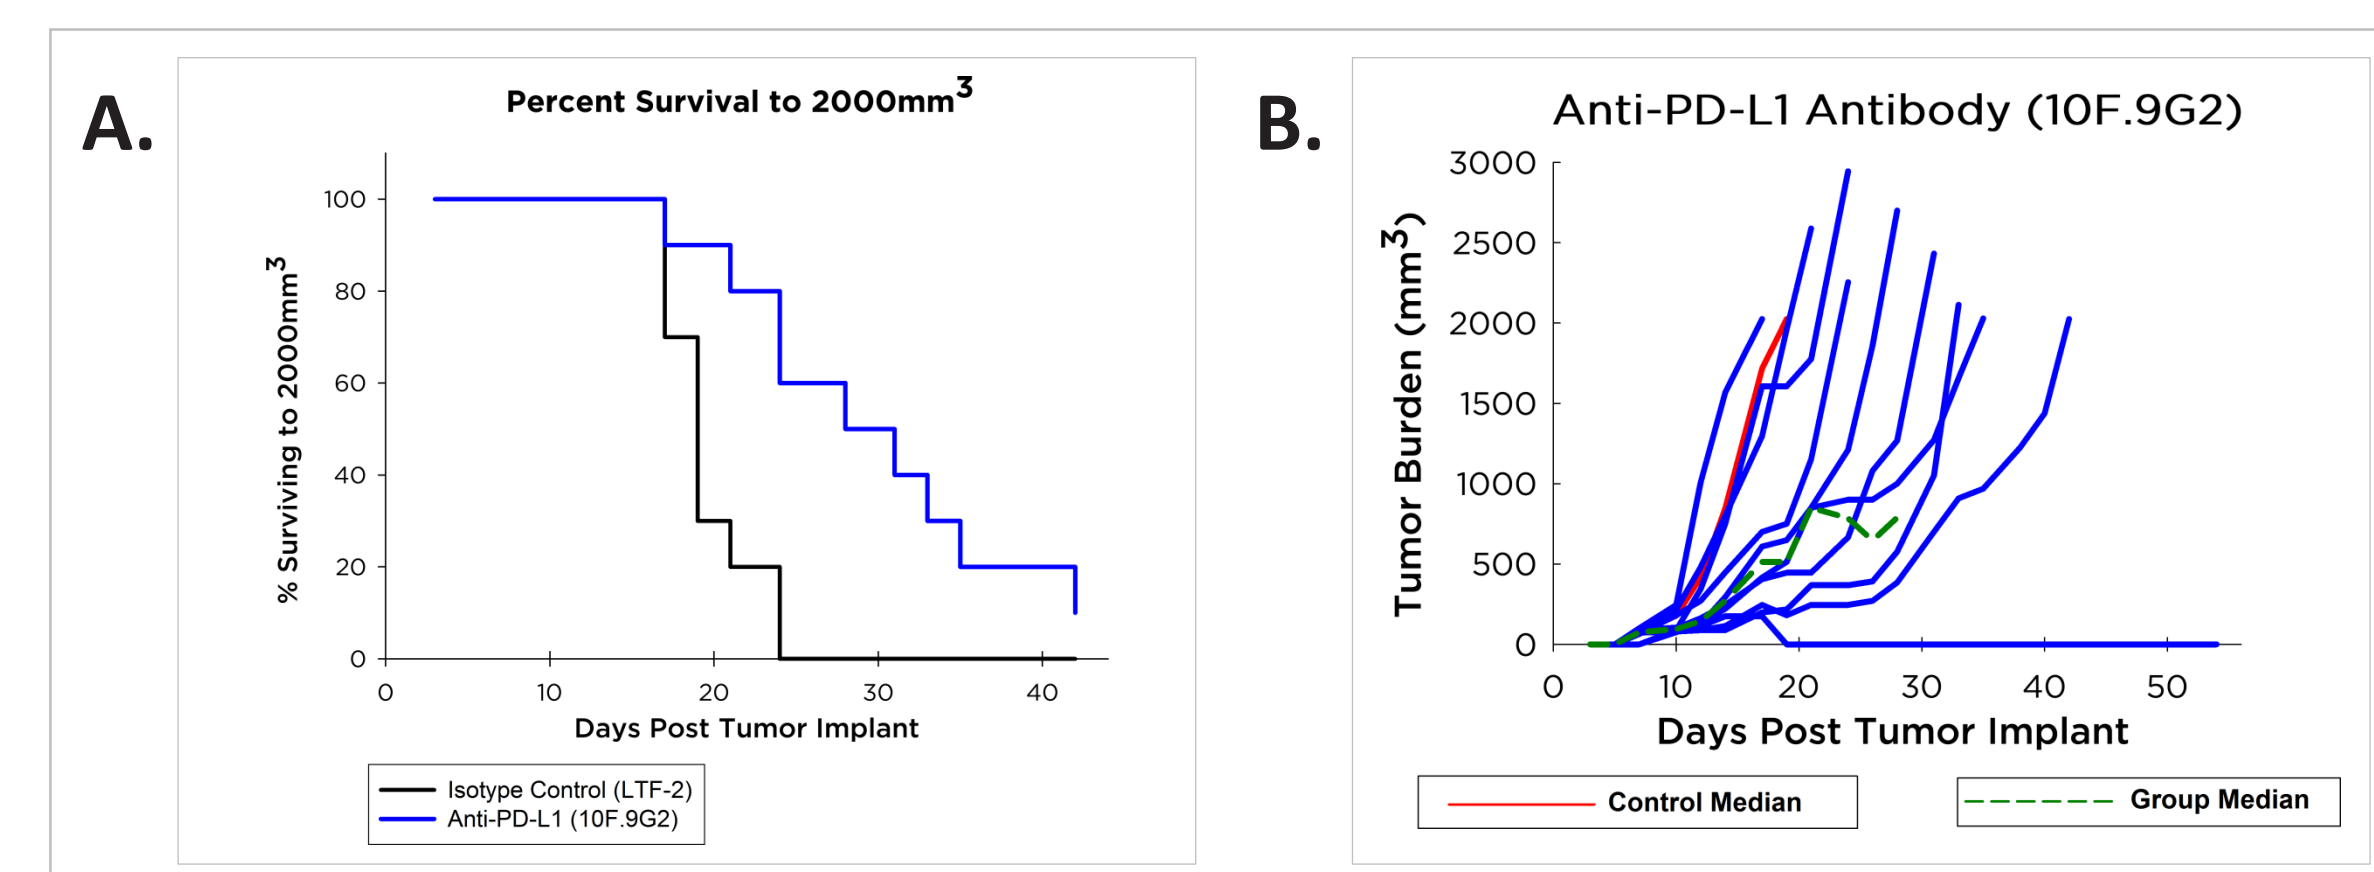 A.
Percent Survival to 2000mm³
% Surviving to 2000mm³
100
80
60
40
20
0
0 10 20 30 40
Days Post Tumor Implant
Isotype Control (LTF-2)
Anti-PD-L1 (10F.9G2)
B.
Anti-PD-L1 Antibody (10F.9G2)
Tumor Burden (mm³)
3000
2500
2000
1500
1000
500
0
0 10 20 30 40 50
Days Post Tumor Implant
Control Median
Group Median